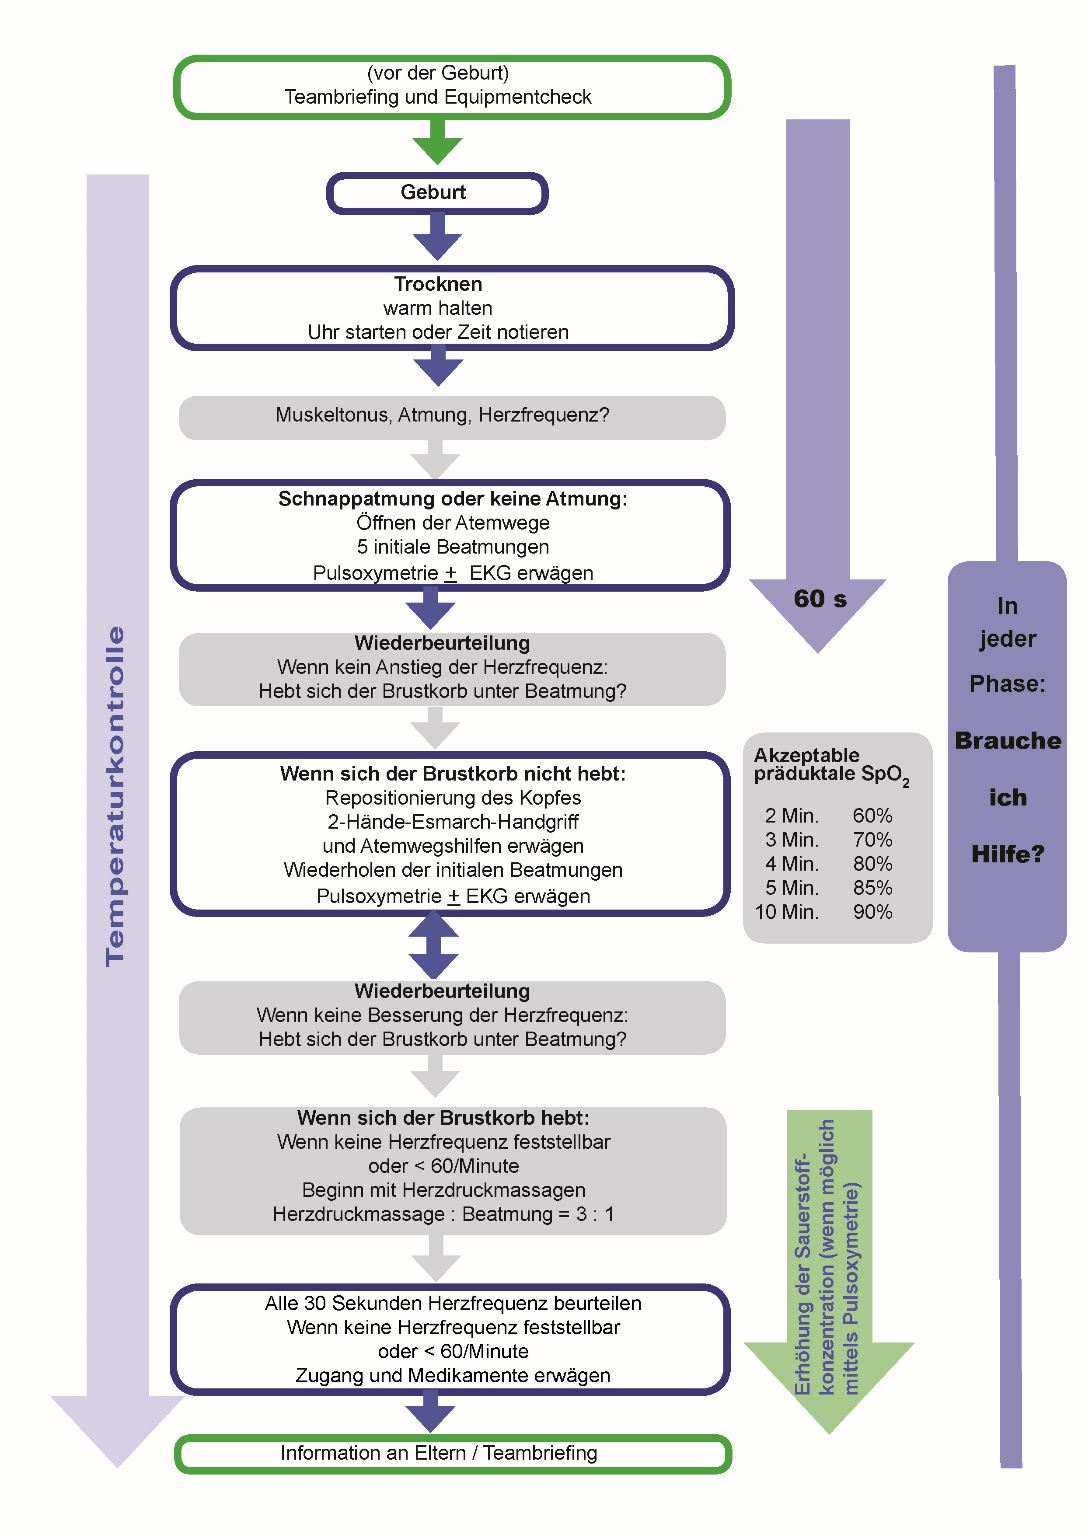 (vor der Geburt)
Teambriefing und Equipmentcheck
Geburt
Trocknen
warm halten
Uhr starten oder Zeit notieren
Muskeltonus, Atmung, Herzfrequenz?
Schnappatmung oder keine Atmung:
Öffnen der Atemwege
5 initiale Beatmungen
Pulsoxymetrie ± EKG erwägen
60 s
Wiederbeurteilung
Wenn kein Anstieg der Herzfrequenz:
Hebt sich der Brustkorb unter Beatmung?
Wenn sich der Brustkorb nicht hebt:
Repositionierung des Kopfes
2-Hände-Esmarch-Handgriff
und Atemwegshilfen erwägen
Wiederholen der initialen Beatmungen
Pulsoxymetrie ± EKG erwägen
Akzeptable
präduktale SpO₂
2 Min. 60%
3 Min. 70%
4 Min. 80%
5 Min. 85%
10 Min. 90%
Wiederbeurteilung
Wenn keine Besserung der Herzfrequenz:
Hebt sich der Brustkorb unter Beatmung?
Wenn sich der Brustkorb hebt:
Wenn keine Herzfrequenz feststellbar
oder < 60/Minute
Beginn mit Herzdruckmassagen
Herzdruckmassage : Beatmung = 3 : 1
Alle 30 Sekunden Herzfrequenz beurteilen
Wenn keine Herzfrequenz feststellbar
oder < 60/Minute
Zugang und Medikamente erwägen
Information an Eltern / Teambriefing
Temperaturkontrolle
Erhöhung der Sauerstoff-
konzentration (wenn möglich
mittels Pulsoxymetrie)
In
jeder
Phase:
Brauche
ich
Hilfe?